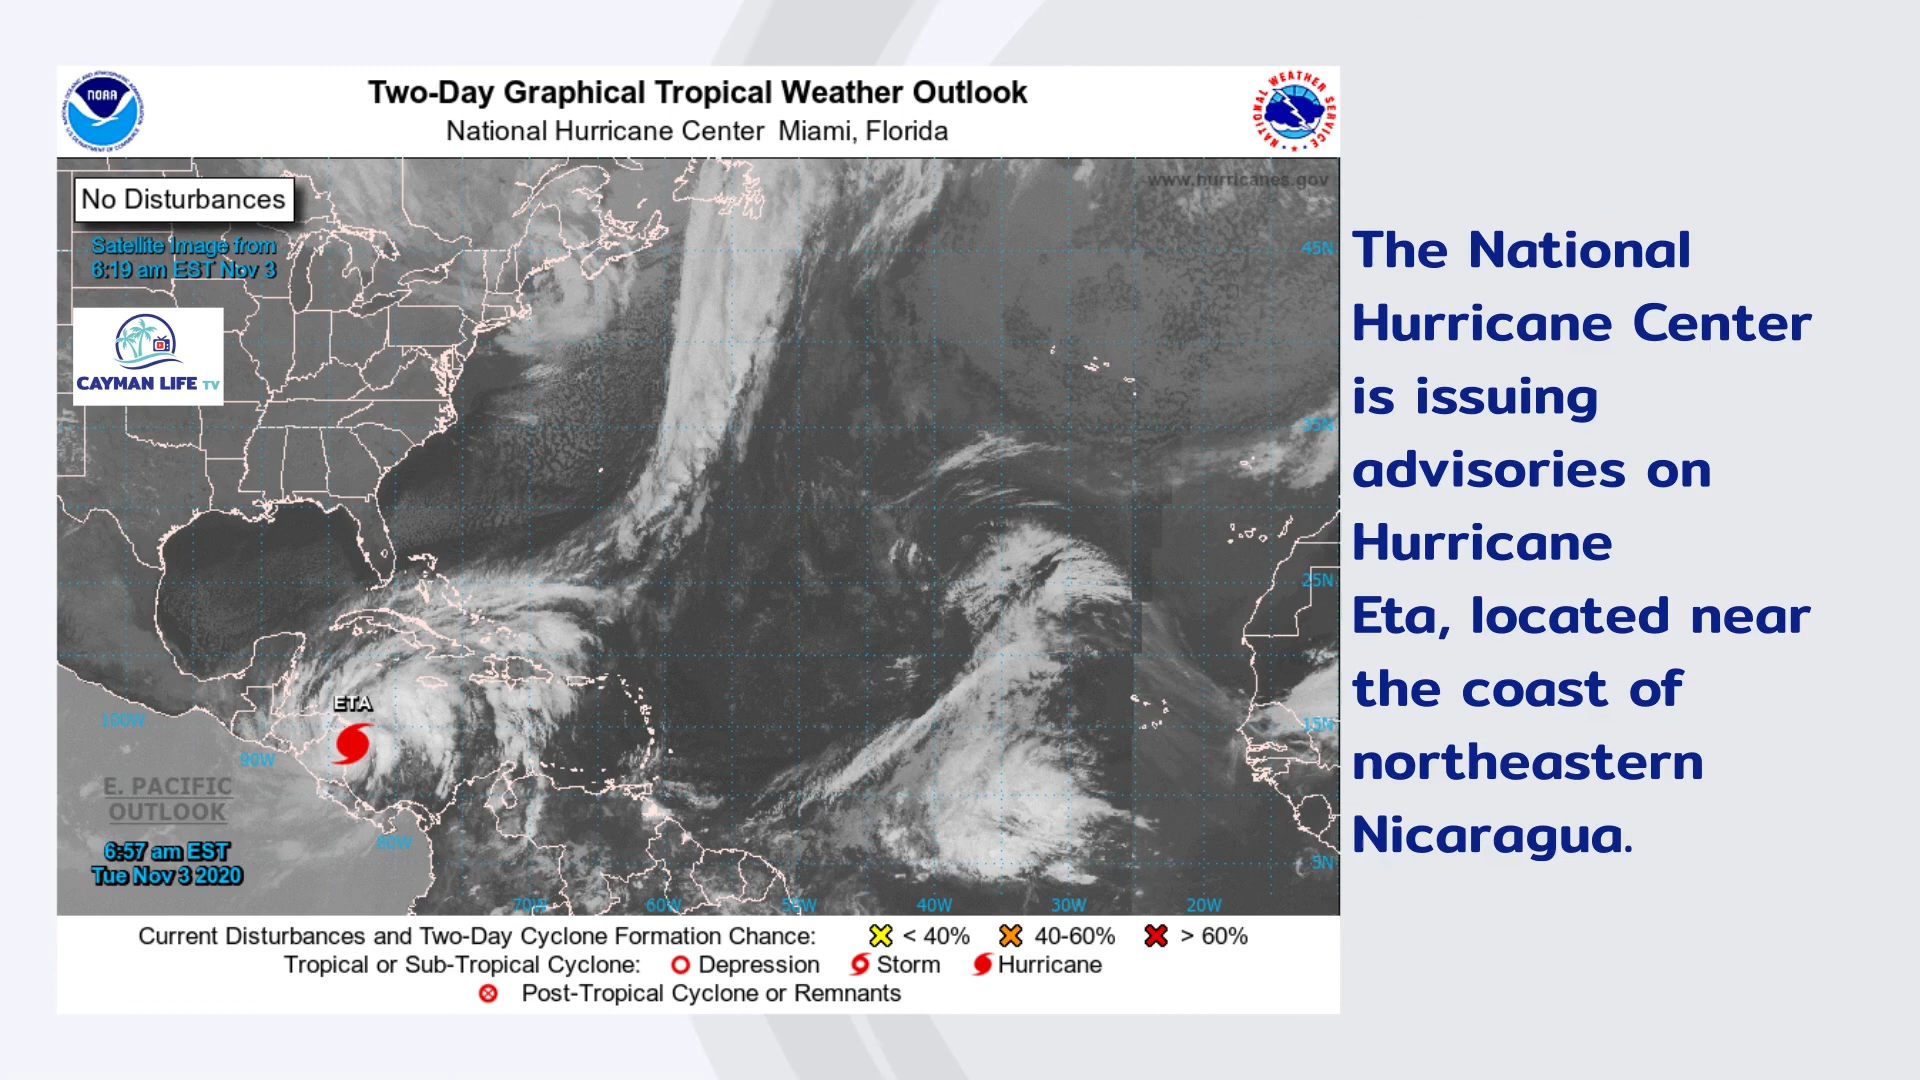 NOAA
Two-Day Graphical Tropical Weather Outlook
National Hurricane Center Miami, Florida
NATIONAL WEATHER SERVICE
www.hurricanes.gov
No Disturbances
Satellite Image from
6:19 am EST Nov 3
CAYMAN LIFE TV
45N
35N
25N
15N
5N
ETA
100W
90W
E. PACIFIC
OUTLOOK
80W
6:57 am EST
Tue Nov 3 2020
70W 60W 50W 40W 30W 20W
Current Disturbances and Two-Day Cyclone Formation Chance: < 40% 40-60% > 60%
Tropical or Sub-Tropical Cyclone: Depression Storm Hurricane
Post-Tropical Cyclone or Remnants
The National
Hurricane Center
is issuing
advisories on
Hurricane
Eta, located near
the coast of
northeastern
Nicaragua.